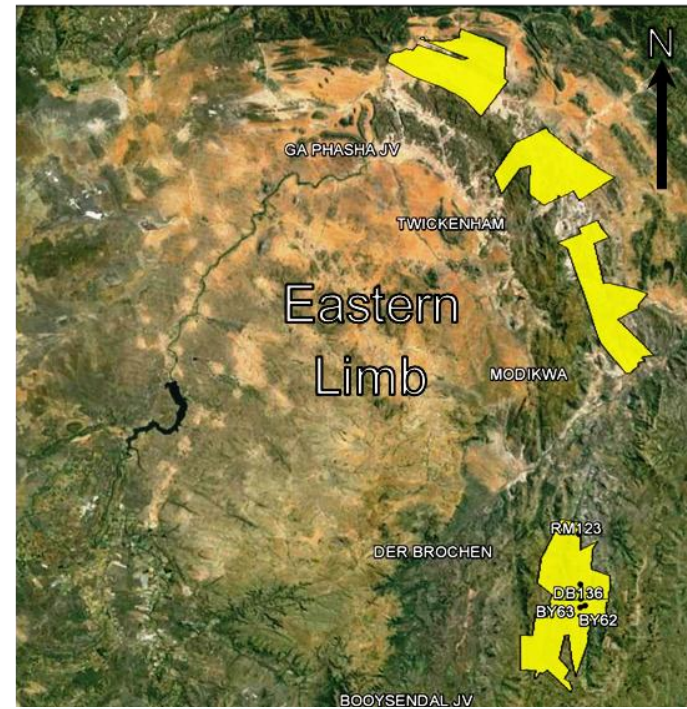 N
GA PHASHA JV
TWICKENHAM
Eastern
Limb
MODIKWA
RM123
DER BROCHEN
DB136
BY63
BY62
BOOYSENDAL JV